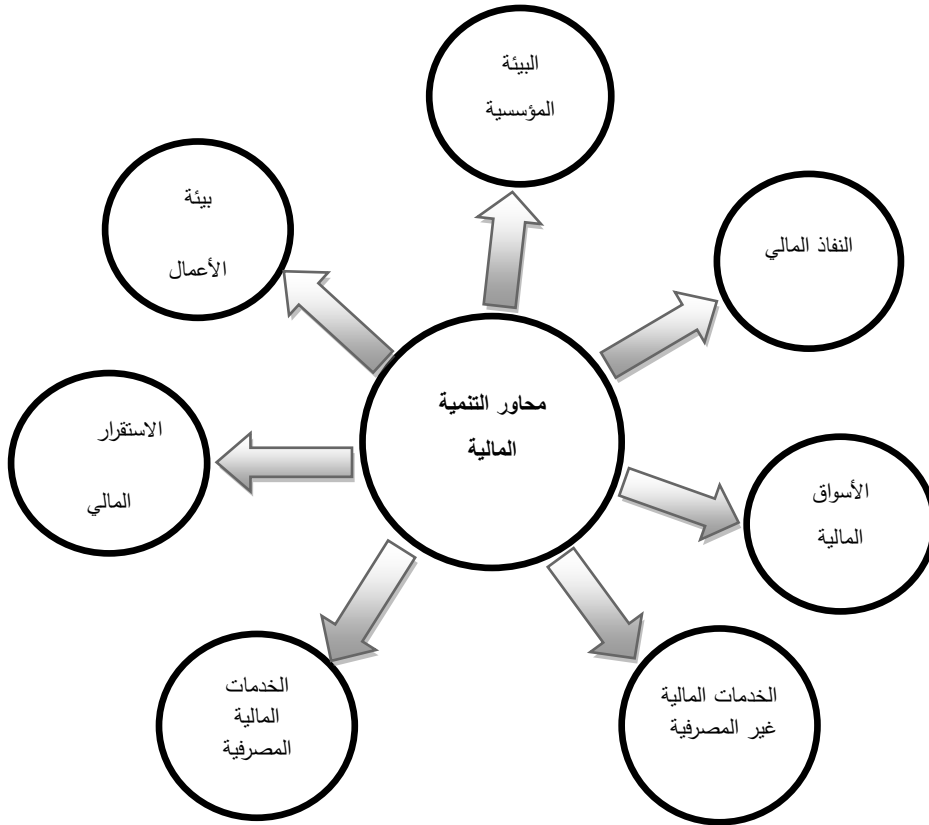 البيئة
المؤسسية
بيئة
الأعمال
النفاذ المالي
محاور التنمية
المالية
الاستقرار
المالي
الأسواق
المالية
الخدمات
المالية
المصرفية
الخدمات المالية
غير المصرفية